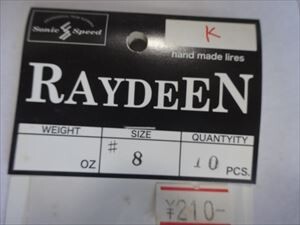 Sonic Speed
K
hand made lires
RAYDEEN
WEIGHT SIZE QUANTYITY
OZ # 8 10 PCS.
¥210-